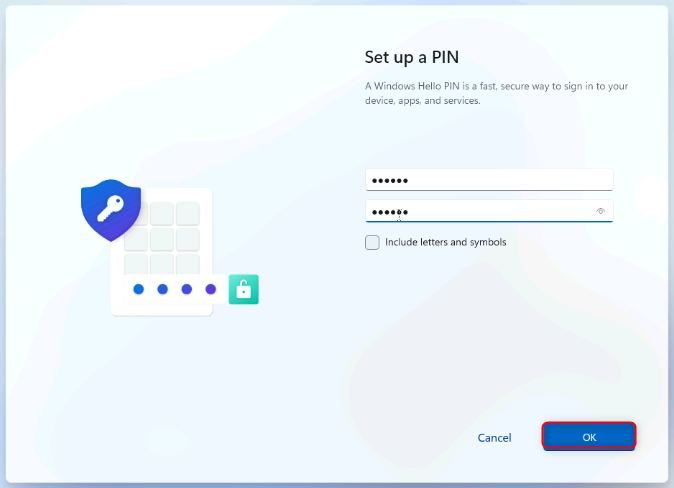 Set up a PIN
A Windows Hello PIN is a fast, secure way to sign in to your
device, apps, and services.
●●●●●●
●●●●●●
Include letters and symbols
Cancel
OK